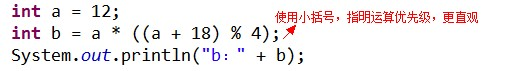 int a = 12;
int b = a * ((a + 18) % 4); 使用小括号，指明运算优先级，更直观
System.out.println("b：" + b);